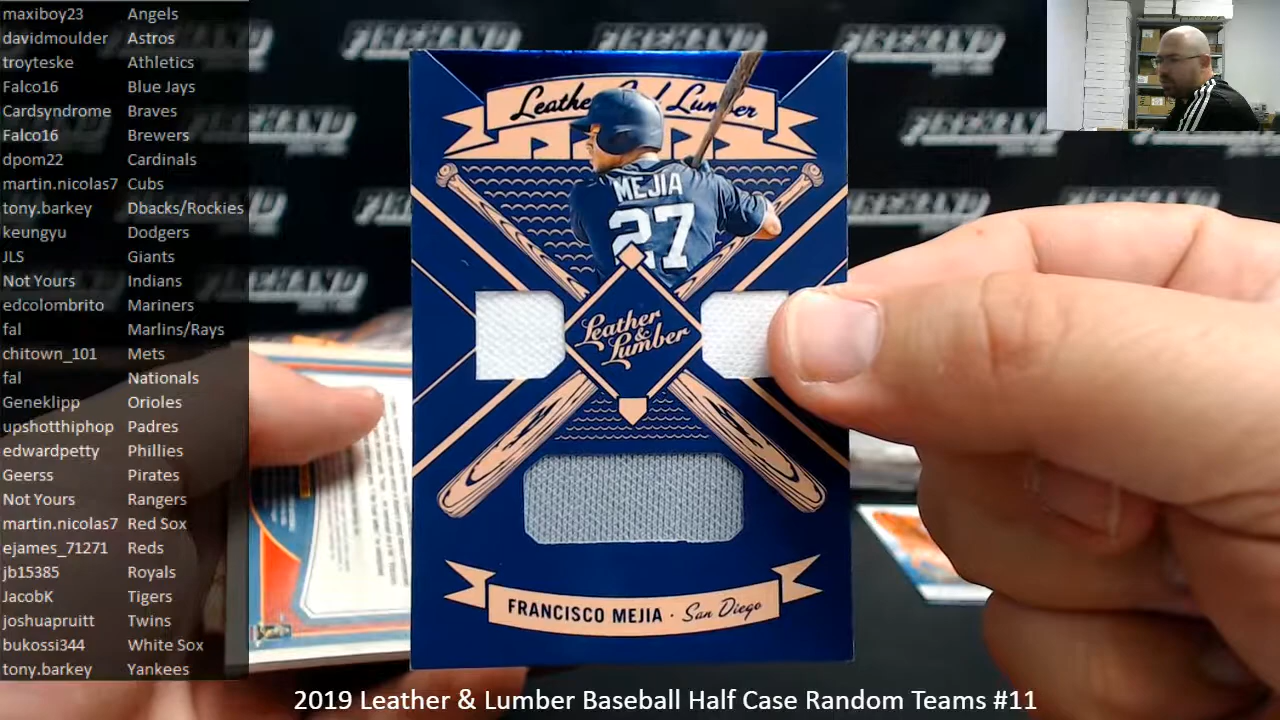 maxiboy23 Angels
davidmoulder Astros
troyteske Athletics
Falco16 Blue Jays
Cardsyndrome Braves
Falco16 Brewers
dpom22 Cardinals
martin.nicolas7 Cubs
tony.barkey Dbacks/Rockies
keungyu Dodgers
JLS Giants
Not Yours Indians
edcolombrito Mariners
fal Marlins/Rays
chitown_101 Mets
fal Nationals
Geneklipp Orioles
upshotthiphop Padres
edwardpetty Phillies
Geerss Pirates
Not Yours Rangers
martin.nicolas7 Red Sox
ejames_71271 Reds
jb15385 Royals
JacobK Tigers
joshuapruitt Twins
bukossi344 White Sox
tony.barkey Yankees
FIREHAND
Leather and Lumber
MEJIA
27
Leather
&
Lumber
FRANCISCO MEJIA · San Diego
2019 Leather & Lumber Baseball Half Case Random Teams #11